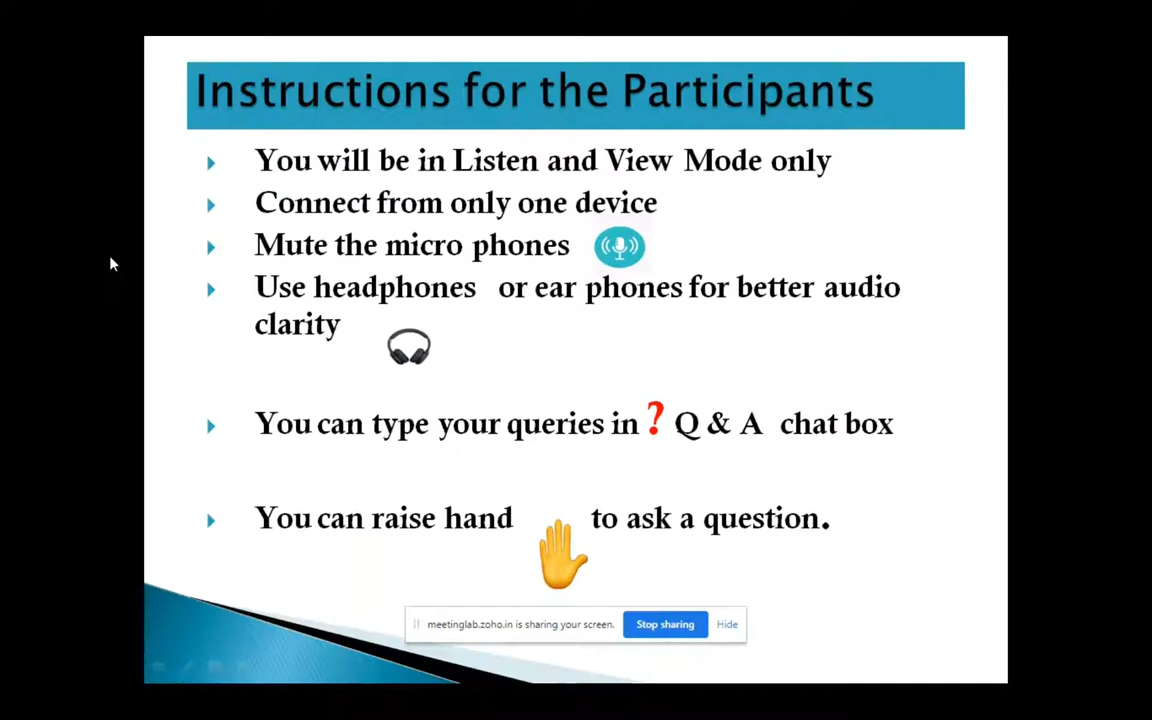 Instructions for the Participants
You will be in Listen and View Mode only
Connect from only one device
Mute the micro phones
Use headphones or ear phones for better audio
clarity
You can type your queries in ? Q & A chat box
You can raise hand to ask a question.
meetinglab.zoho.in is sharing your screen. Stop sharing Hide